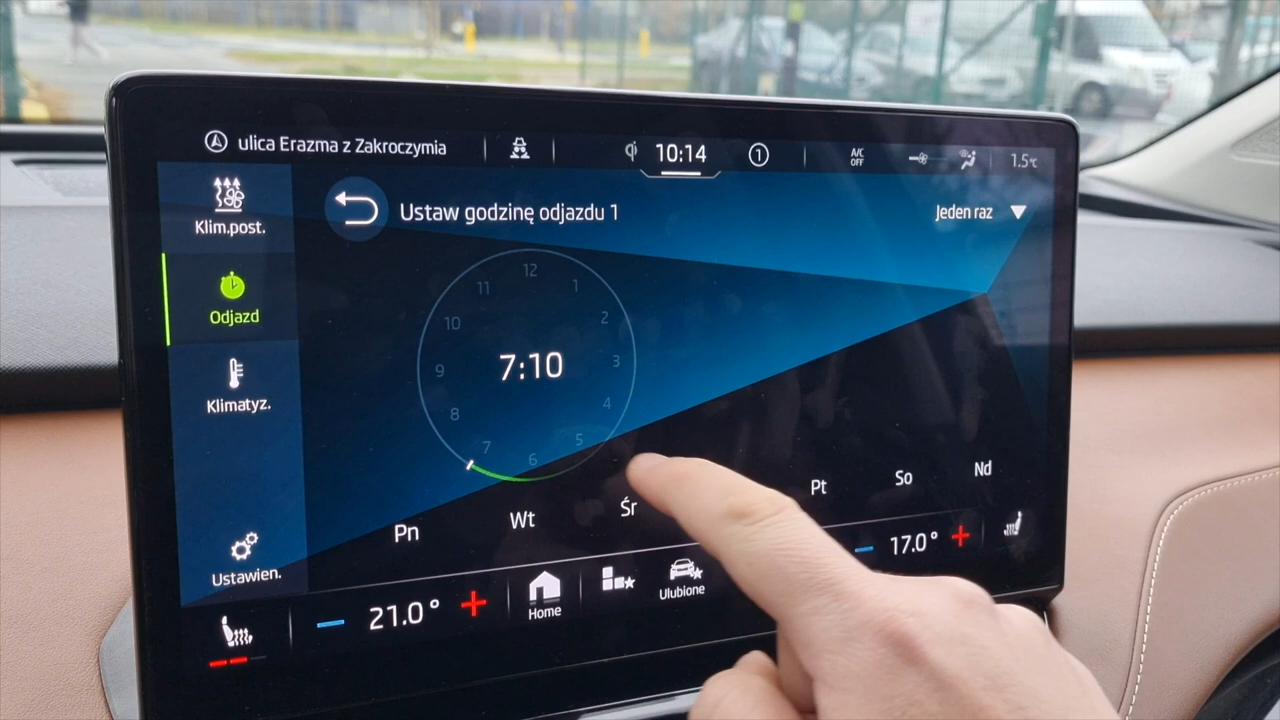 ulica Erazma z Zakroczymia
10:14
1
A/C
OFF
1.5°C
Klim.post.
Ustaw godzinę odjazdu 1
Jeden raz
Odjazd
12
11
1
10
2
7:10
9
3
8
4
7
5
6
Klimatyz.
Pn
Wt
Śr
Pt
So
Nd
Ustawien.
21.0°
Home
Ulubione
17.0°